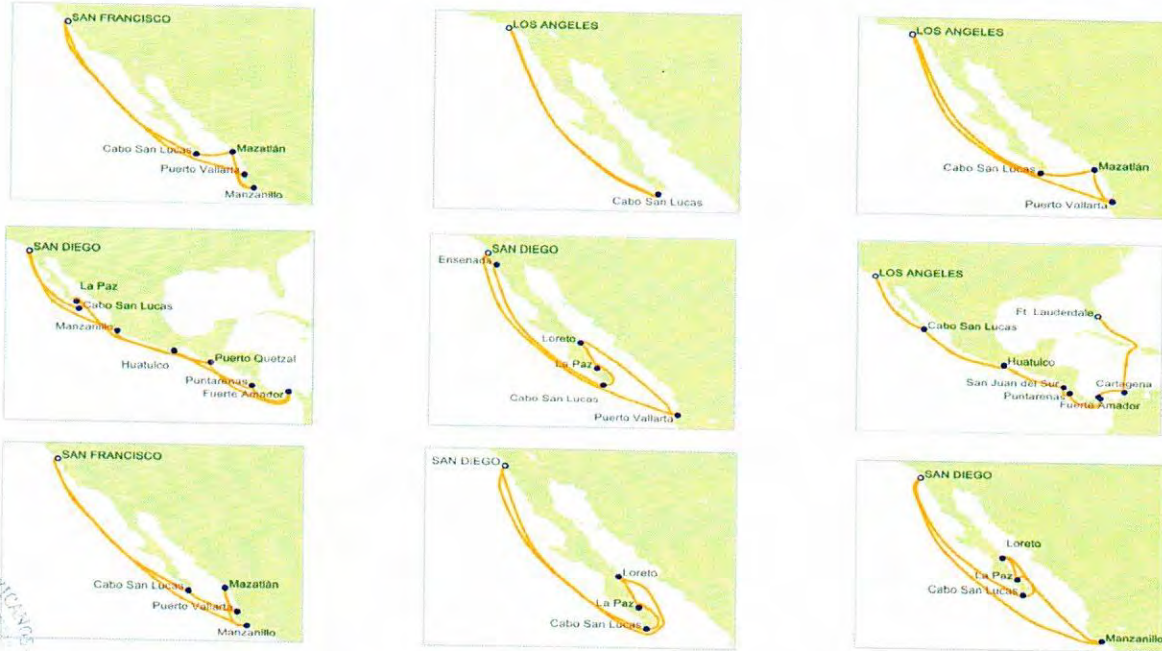 SAN FRANCISCO
Cabo San Lucas
Mazatlán
Puerto Vallarta
Manzanillo
LOS ANGELES
Cabo San Lucas
LOS ANGELES
Cabo San Lucas
Mazatlán
Puerto Vallarta
SAN DIEGO
La Paz
Cabo San Lucas
Manzanillo
Huatulco
Puerto Quetzal
Puntarenas
Fuerte Amador
SAN DIEGO
Ensenada
Loreto
La Paz
Cabo San Lucas
Puerto Vallarta
LOS ANGELES
Ft. Lauderdale
Cabo San Lucas
Huatulco
San Juan del Sur
Cartagena
Puntarenas
Fuerte Amador
SAN FRANCISCO
Cabo San Lucas
Mazatlán
Puerto Vallarta
Manzanillo
SAN DIEGO
Loreto
La Paz
Cabo San Lucas
SAN DIEGO
Loreto
La Paz
Cabo San Lucas
Manzanillo